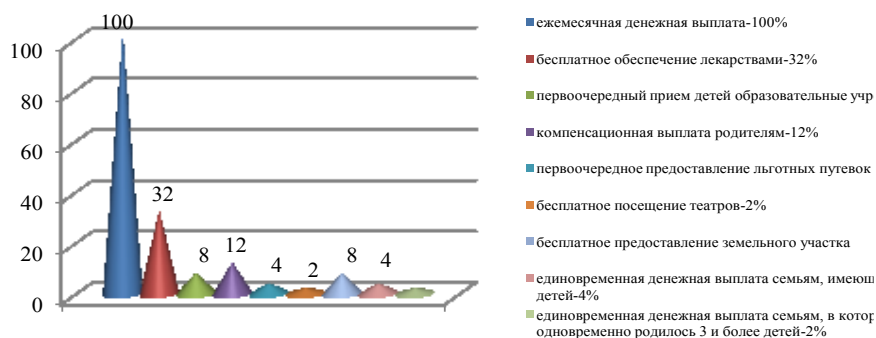 100
100
80
60
40
20
0
32
8
12
4
2
8
4
ежемесячная денежная выплата-100%
бесплатное обеспечение лекарствами-32%
первоочередный прием детей образовательные учр
компенсационная выплата родителям-12%
первоочередное предоставление льготных путевок
бесплатное посещение театров-2%
бесплатное предоставление земельного участка
единовременная денежная выплата семьям, имеющ
детей-4%
единовременная денежная выплата семьям, в котор
одновременно родилось 3 и более детей-2%